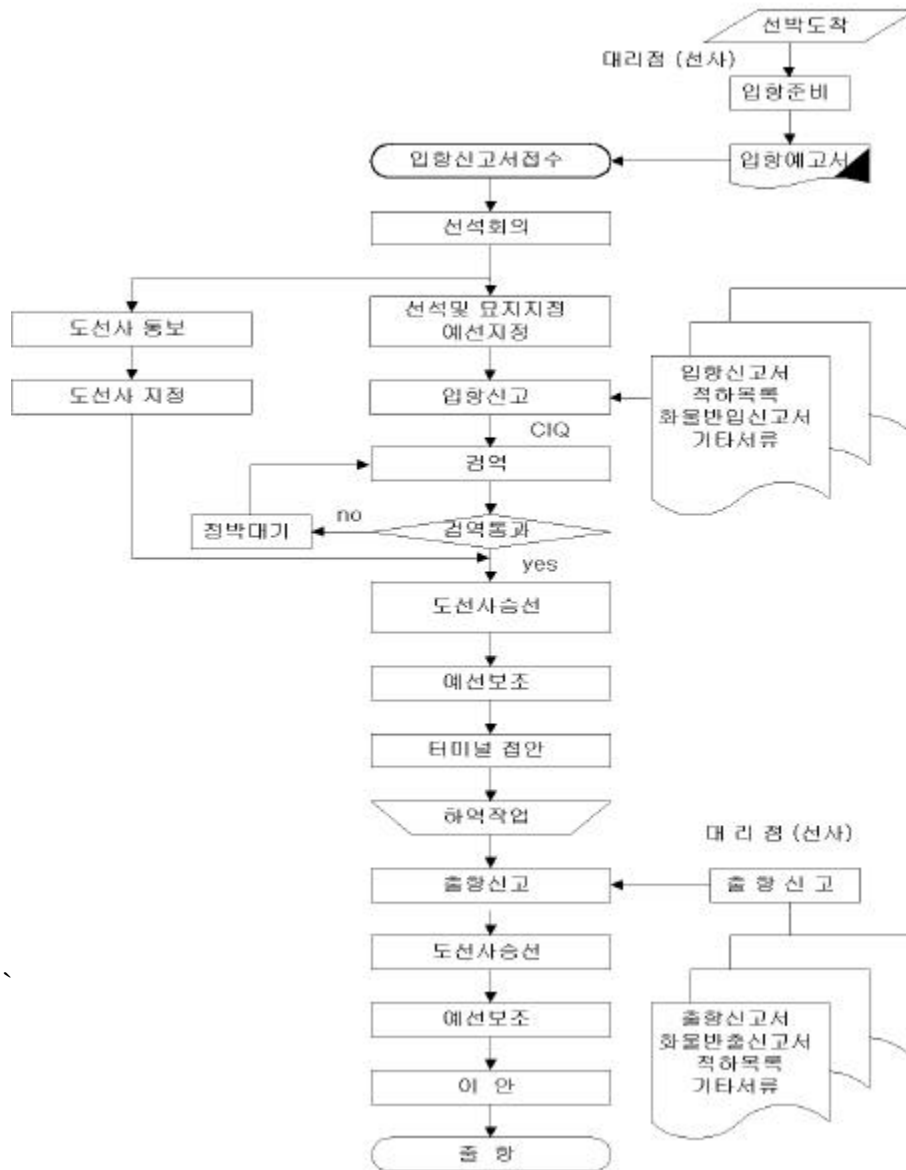 선박도착
대리점 (선사)
입항준비
입항예고서
입항신고서접수
선석회의
도선사 통보
선석및 묘지지정
예선지정
도선사 지정
입항신고
입항신고서
적하목록
화물반입신고서
기타서류
CIQ
검역
정박대기
no
검역통과
yes
도선사승선
예선보조
터미널 접안
하역작업
대 리 점 (선사)
출항신고
출 항 신 고
도선사승선
예선보조
출항신고서
화물반출신고서
적하목록
기타서류
이 안
출 항